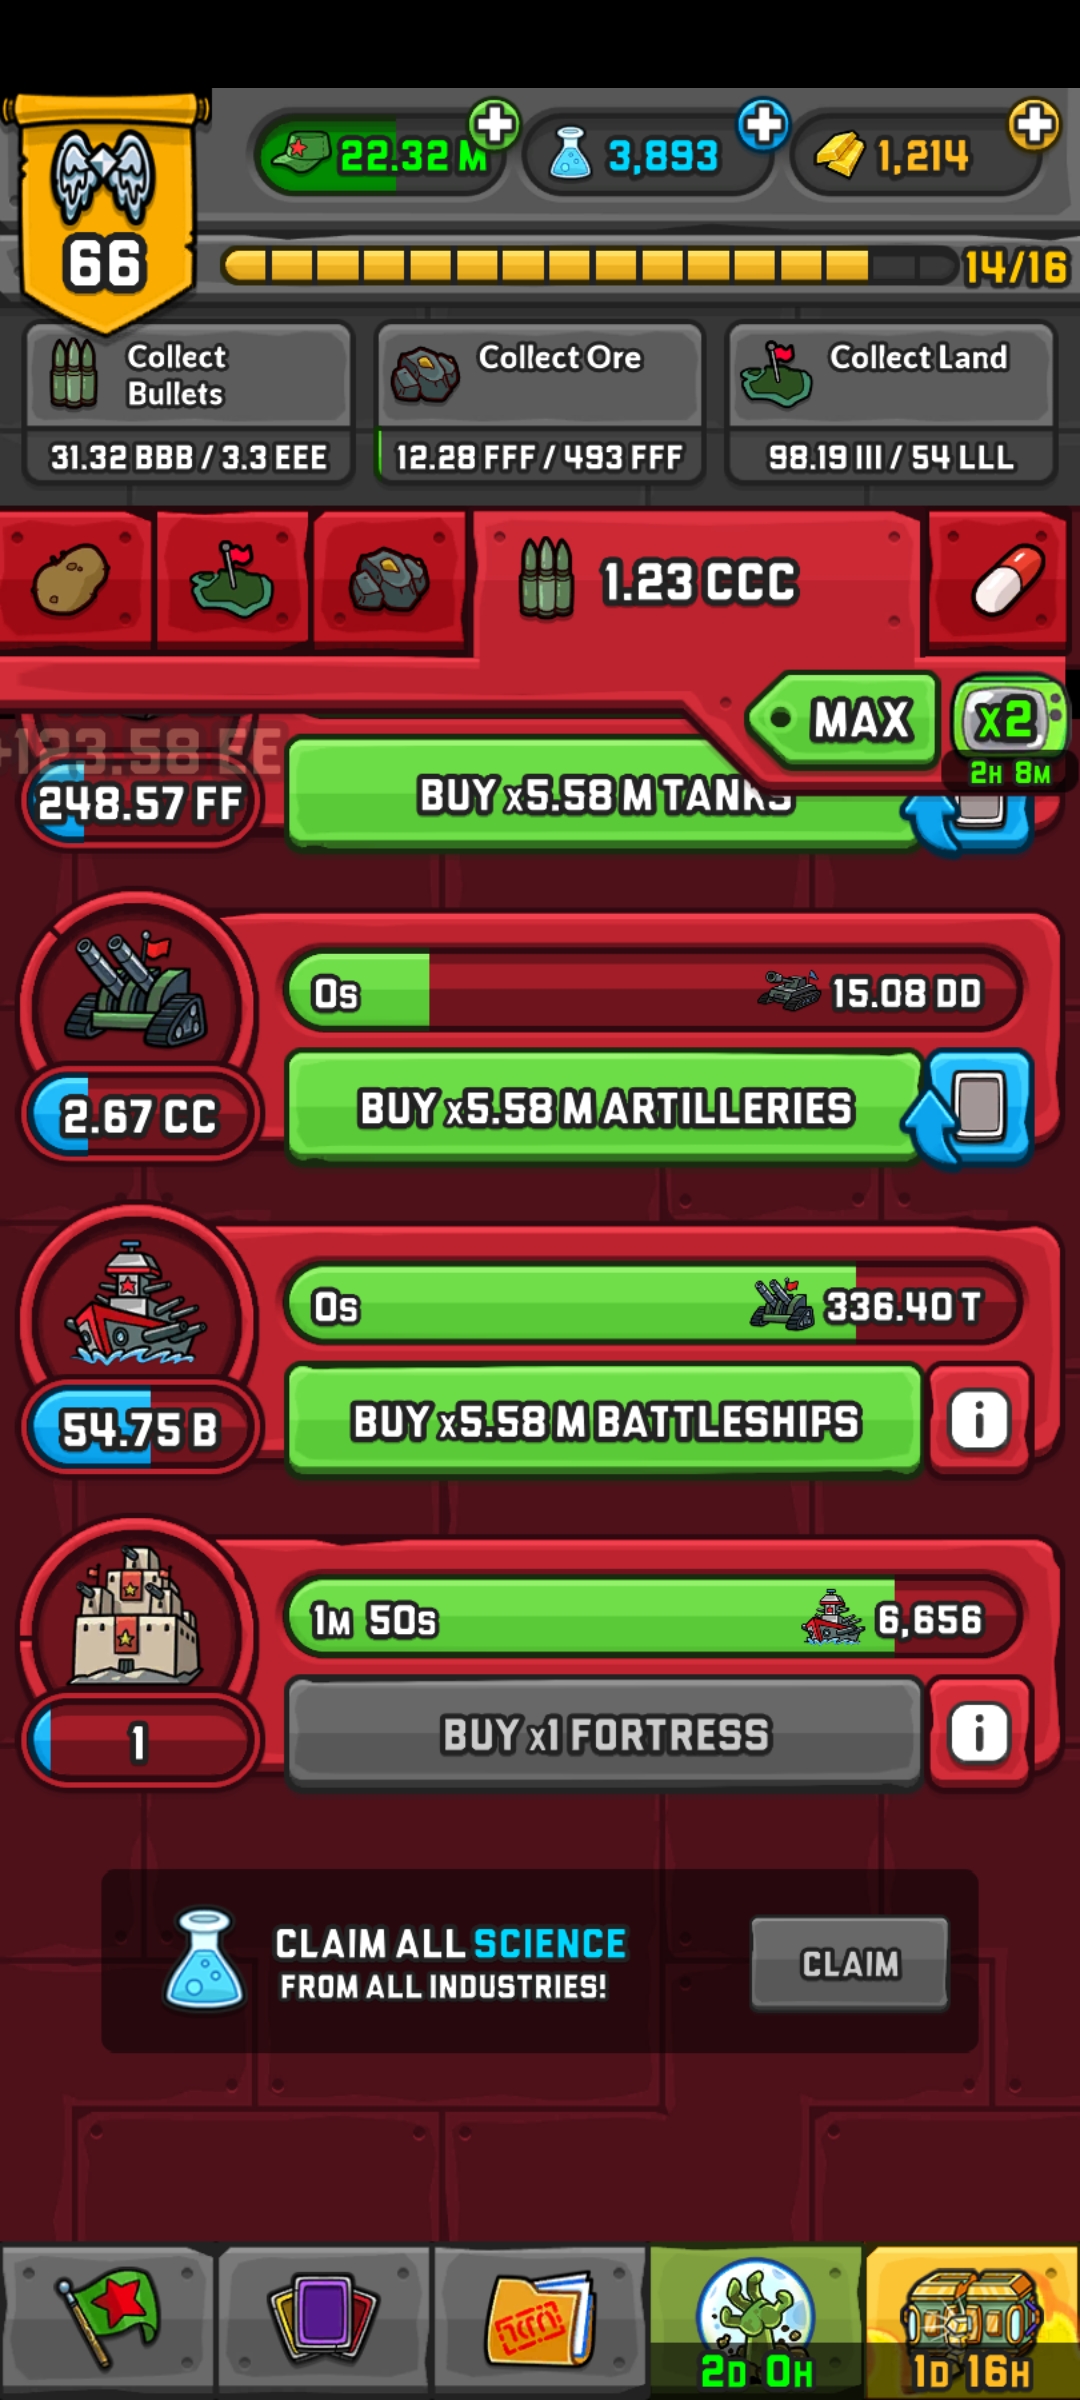 22.32 M
3,893
1,214
66
14/16
Collect
Bullets
Collect Ore
Collect Land
31.32 BBB / 3.3 EEE
12.28 FFF / 493 FFF
98.19 III / 54 LLL
1.23 CCC
MAX
x2
2H 8M
+123.58 EE
248.57 FF
BUY x5.58 M TANKS
0s
15.08 DD
2.67 CC
BUY x5.58 M ARTILLERIES
0s
336.40 T
54.75 B
BUY x5.58 M BATTLESHIPS
i
1M 50s
6,656
1
BUY x1 FORTRESS
i
CLAIM ALL SCIENCE
FROM ALL INDUSTRIES!
CLAIM
2D 0H
1D 16H